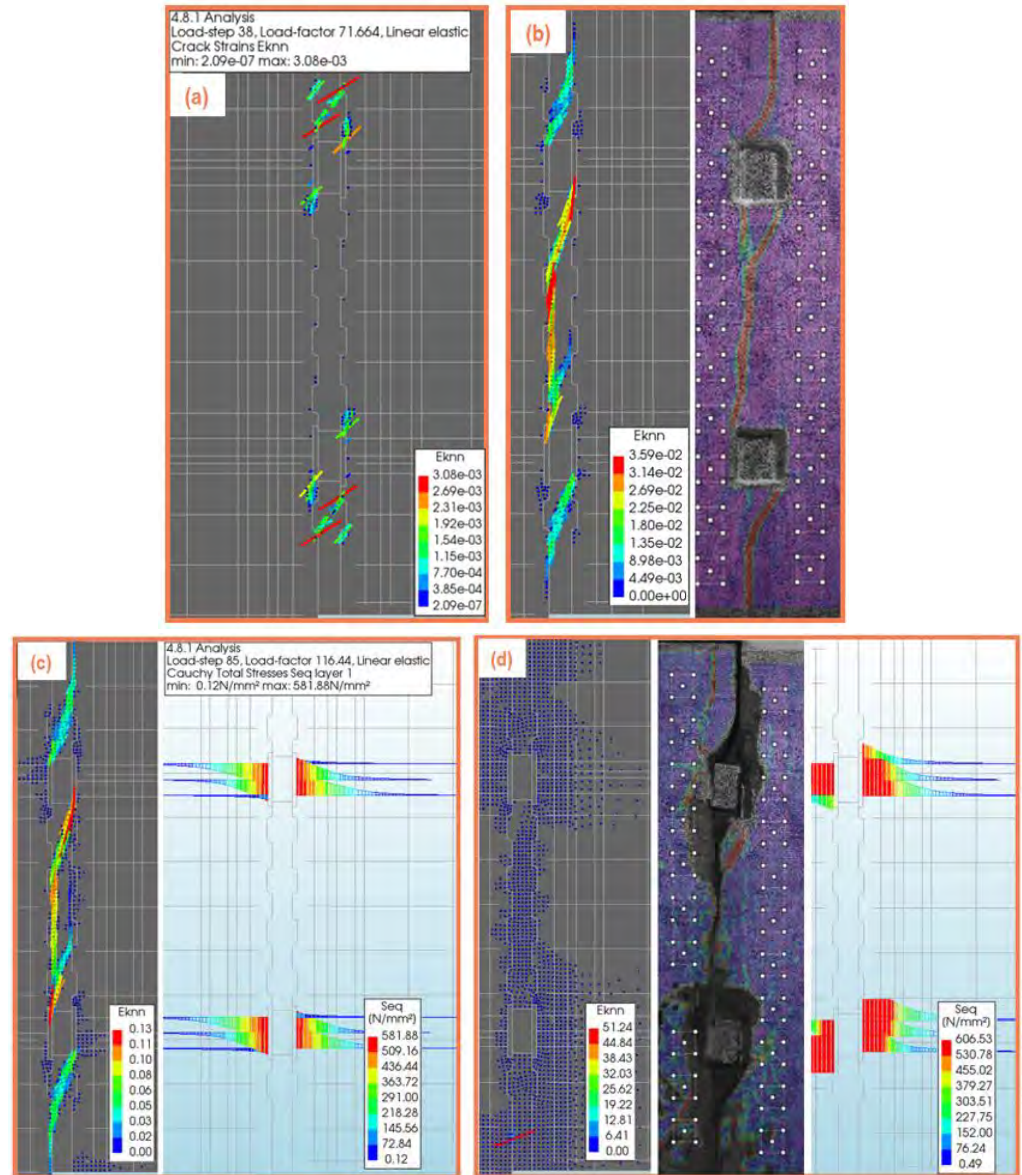 4.8.1 Analysis
Load-step 38, Load-factor 71.664, Linear elastic
Crack Strains Eknn
min: 2.09e-07 max: 3.08e-03
(a)
Eknn
3.08e-03
2.69e-03
2.31e-03
1.92e-03
1.54e-03
1.15e-03
7.70e-04
3.85e-04
2.09e-07
(b)
Eknn
3.59e-02
3.14e-02
2.69e-02
2.25e-02
1.80e-02
1.35e-02
8.98e-03
4.49e-03
0.00e+00
(c)
4.8.1 Analysis
Load-step 85, Load-factor 116.44, Linear elastic
Cauchy Total Stresses Seq layer 1
min: 0.12N/mm² max: 581.88N/mm²
Eknn
0.13
0.11
0.10
0.08
0.06
0.05
0.03
0.02
0.00
Seq
(N/mm²)
581.88
509.16
436.44
363.72
291.00
218.28
145.56
72.84
0.12
(d)
Eknn
51.24
44.84
38.43
32.03
25.62
19.22
12.81
6.41
0.00
Seq
(N/mm²)
606.53
530.78
455.02
379.27
303.51
227.75
152.00
76.24
0.49